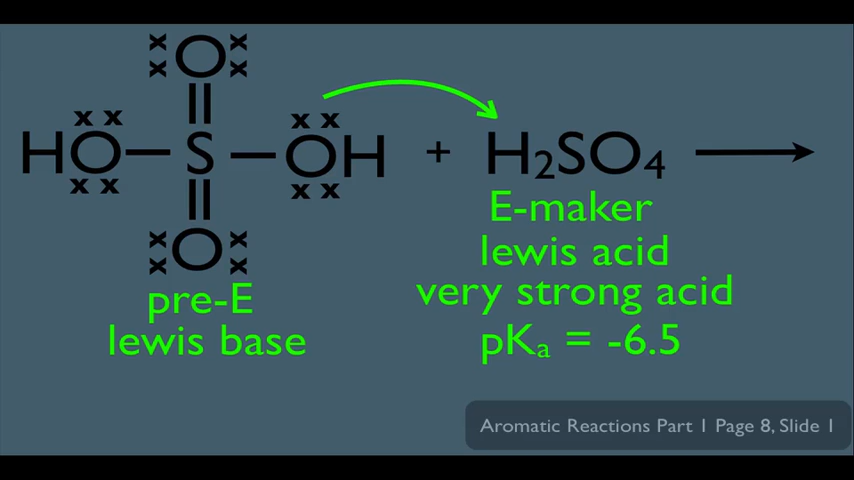 O
HO — S — OH + H₂SO₄
O
E-maker
lewis acid
very strong acid
pKₐ = -6.5
pre-E
lewis base
Aromatic Reactions Part 1 Page 8, Slide 1